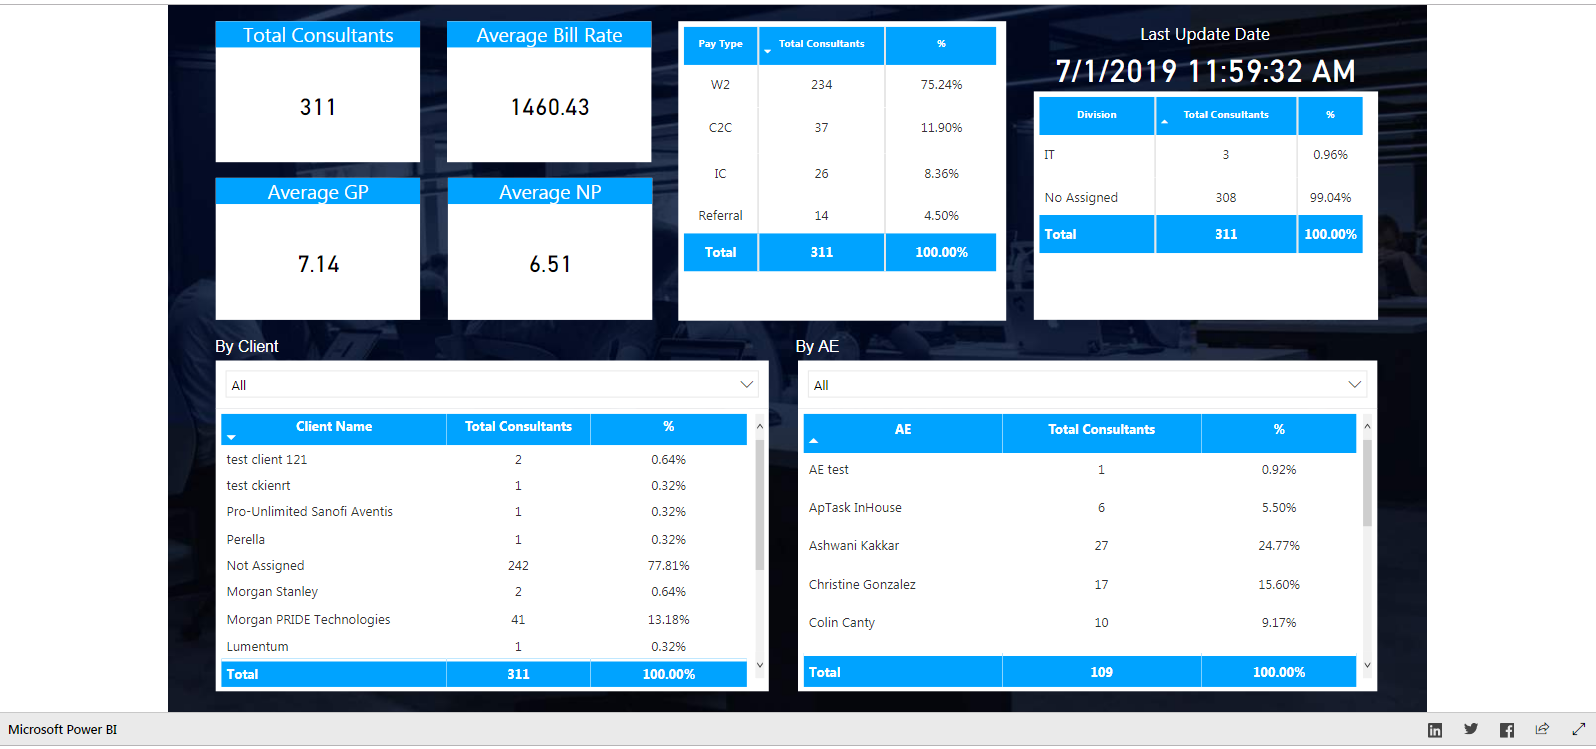 Total Consultants
311
Average Bill Rate
1460.43
Average GP
7.14
Average NP
6.51
Pay Type Total Consultants %
W2 234 75.24%
C2C 37 11.90%
IC 26 8.36%
Referral 14 4.50%
Total 311 100.00%
Last Update Date
7/1/2019 11:59:32 AM
Division Total Consultants %
IT 3 0.96%
No Assigned 308 99.04%
Total 311 100.00%
By Client
All
Client Name Total Consultants %
test client 121 2 0.64%
test ckienrt 1 0.32%
Pro-Unlimited Sanofi Aventis 1 0.32%
Perella 1 0.32%
Not Assigned 242 77.81%
Morgan Stanley 2 0.64%
Morgan PRIDE Technologies 41 13.18%
Lumentum 1 0.32%
Total 311 100.00%
By AE
All
AE Total Consultants %
AE test 1 0.92%
ApTask InHouse 6 5.50%
Ashwani Kakkar 27 24.77%
Christine Gonzalez 17 15.60%
Colin Canty 10 9.17%
Total 109 100.00%
Microsoft Power BI